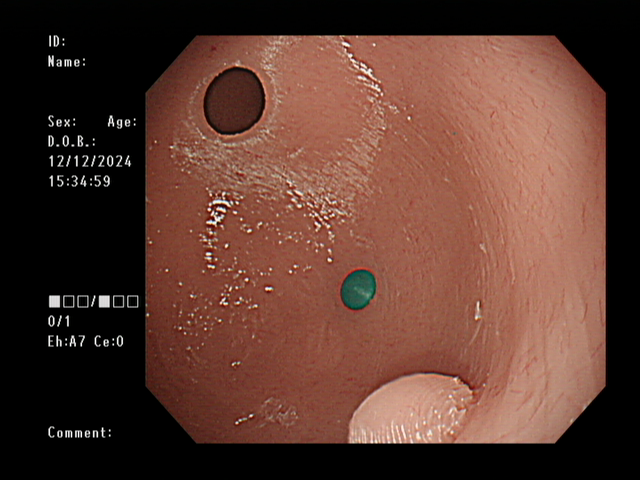 ID:
Name:
Sex: Age:
D.O.B.:
12/12/2024
15:34:59
■□□/■□□
0/1
Eh:A7 Ce:0
Comment: